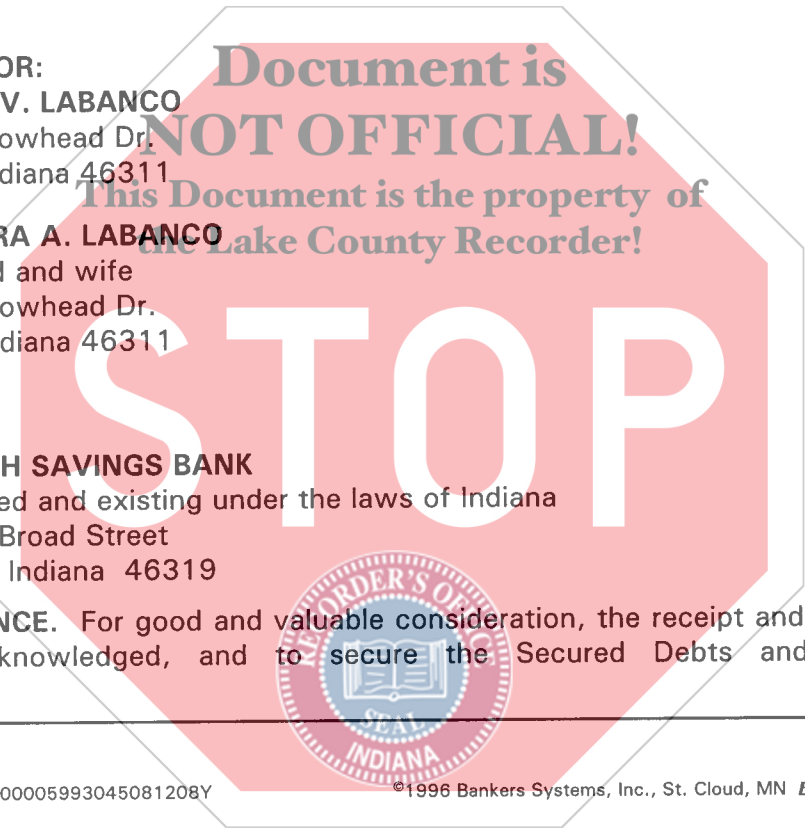 Document is
OR:
V. LABANCO
NOT OFFICIAL!
owhead Dr.
diana 46311
This Document is the property of
RA A. LABANCO
the Lake County Recorder!
and wife
owhead Dr.
diana 46311
STOP
H SAVINGS BANK
ed and existing under the laws of Indiana
Broad Street
Indiana 46319
RECORDER'S OFFICE
NCE. For good and valuable consideration, the receipt and
knowledged, and to secure the Secured Debts and
SEAL
INDIANA
00005993045081208Y
©1996 Bankers Systems, Inc., St. Cloud, MN